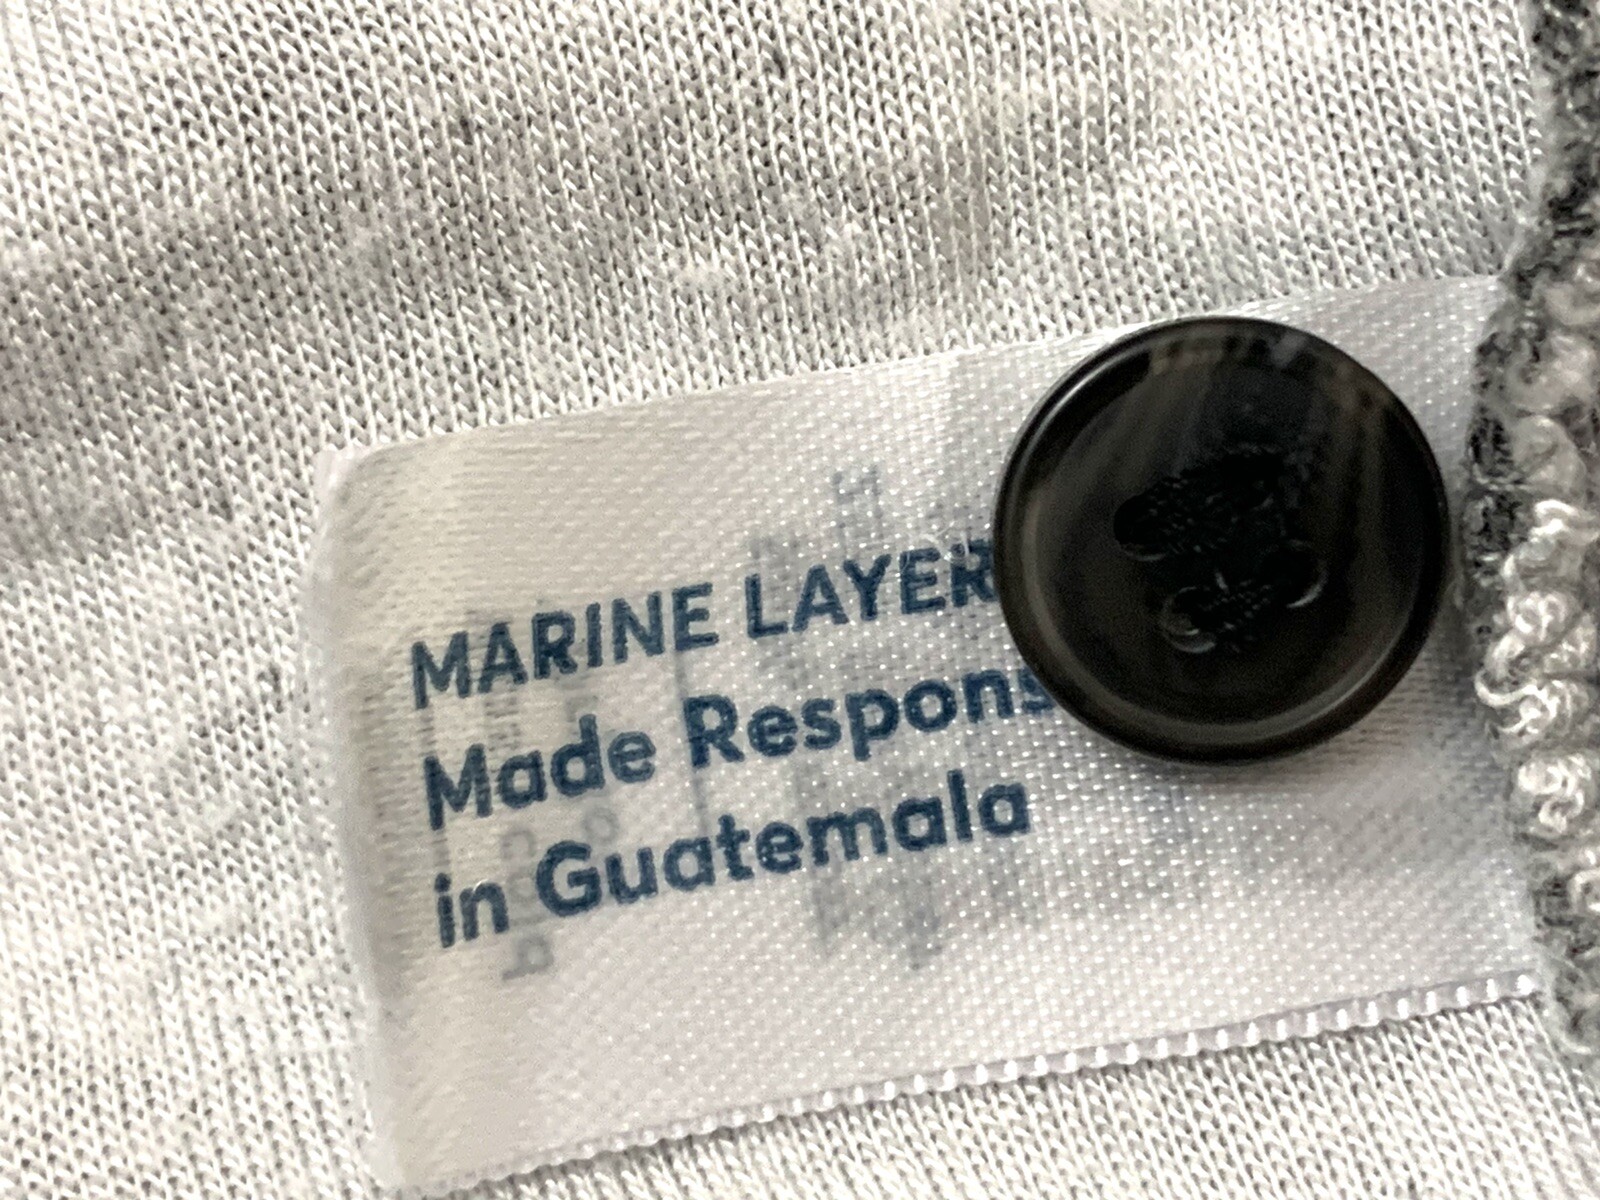 MARINE LAYER
Made Respons
in Guatemala